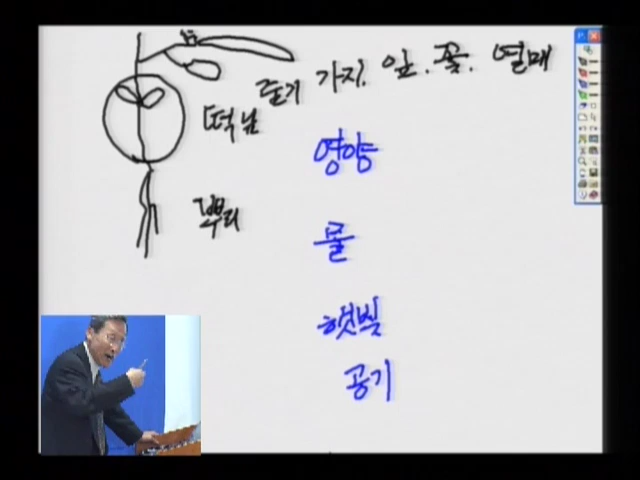 줄기 가지. 잎. 꽃. 열매
떡잎
영양
뿌리
물
햇빛
공기